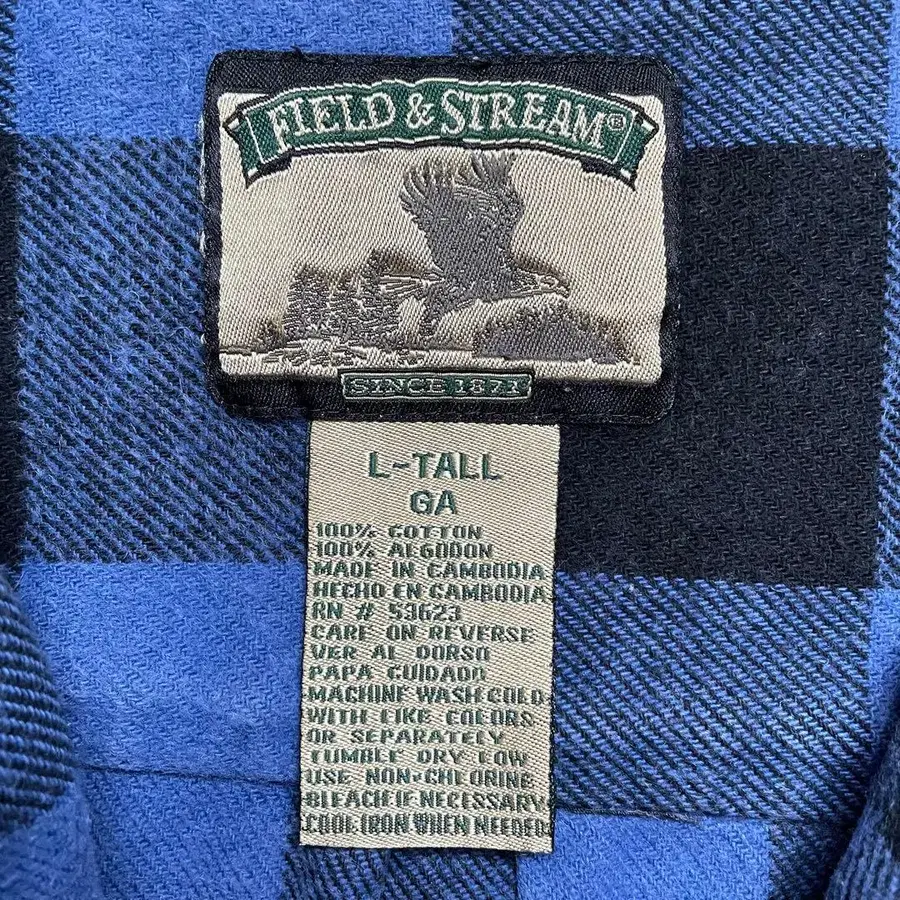 FIELD & STREAM®
SINCE 1871
L-TALL
GA
100% COTTON
100% ALGODON
MADE IN CAMBODIA
HECHO EN CAMBODIA
RN # 53623
CARE ON REVERSE
VER AL DORSO
PAPA CUIDADO
MACHINE WASH COLD
WITH LIKE COLORS
OR SEPARATELY
TUMBLE DRY LOW
USE NON-CHLORINE
BLEACH IF NECESSARY
COOL IRON WHEN NEEDED